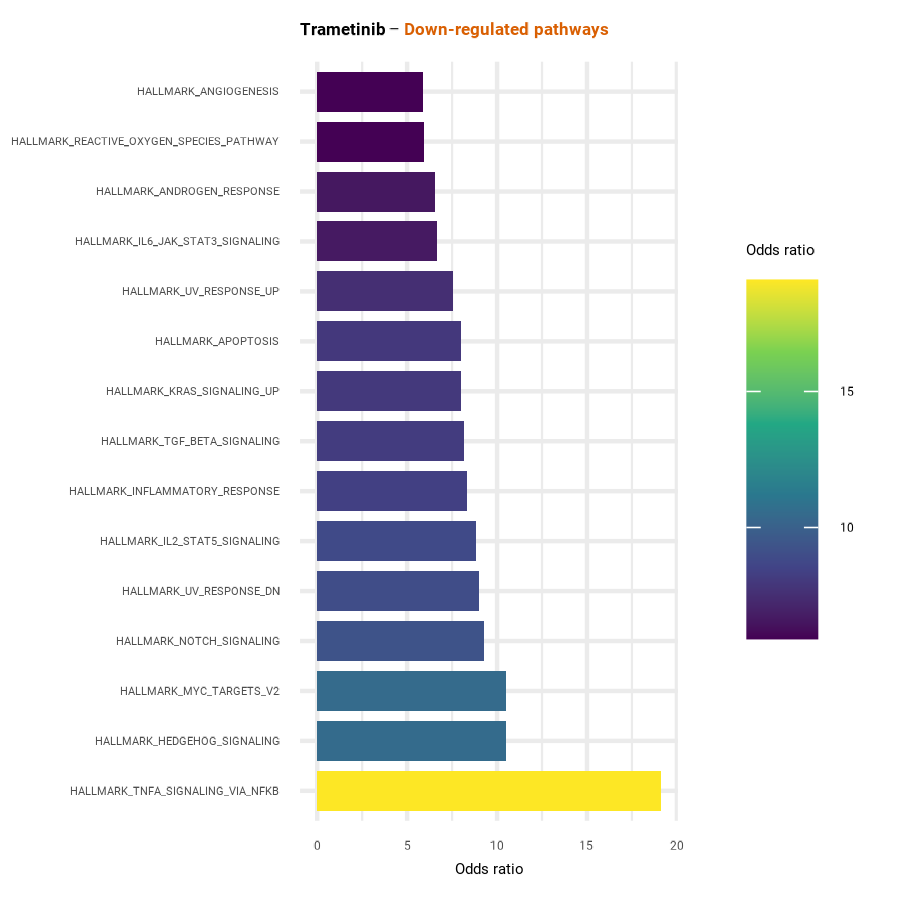 Trametinib – Down-regulated pathways
HALLMARK_ANGIOGENESIS
HALLMARK_REACTIVE_OXYGEN_SPECIES_PATHWAY
HALLMARK_ANDROGEN_RESPONSE
HALLMARK_IL6_JAK_STAT3_SIGNALING
HALLMARK_UV_RESPONSE_UP
HALLMARK_APOPTOSIS
HALLMARK_KRAS_SIGNALING_UP
HALLMARK_TGF_BETA_SIGNALING
HALLMARK_INFLAMMATORY_RESPONSE
HALLMARK_IL2_STAT5_SIGNALING
HALLMARK_UV_RESPONSE_DN
HALLMARK_NOTCH_SIGNALING
HALLMARK_MYC_TARGETS_V2
HALLMARK_HEDGEHOG_SIGNALING
HALLMARK_TNFA_SIGNALING_VIA_NFKB
0 5 10 15 20
Odds ratio
Odds ratio
15
10